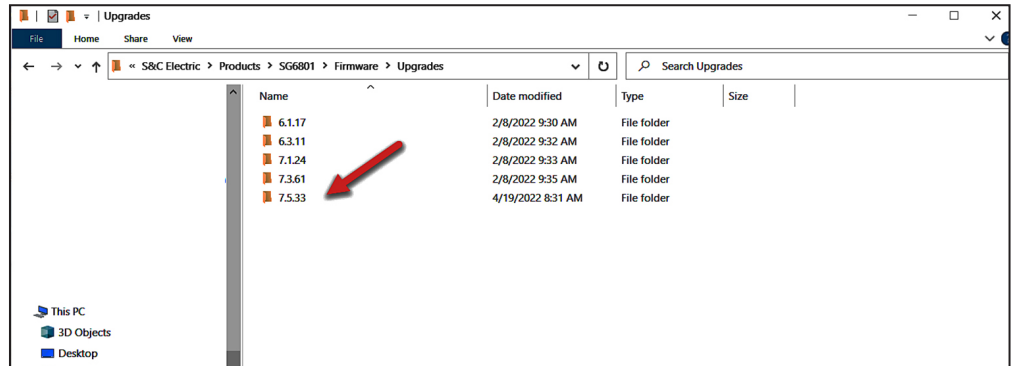 Upgrades
File Home Share View
« S&C Electric > Products > SG6801 > Firmware > Upgrades Search Upgrades
Name Date modified Type Size
6.1.17 2/8/2022 9:30 AM File folder
6.3.11 2/8/2022 9:32 AM File folder
7.1.24 2/8/2022 9:33 AM File folder
7.3.61 2/8/2022 9:35 AM File folder
7.5.33 4/19/2022 8:31 AM File folder
This PC
3D Objects
Desktop